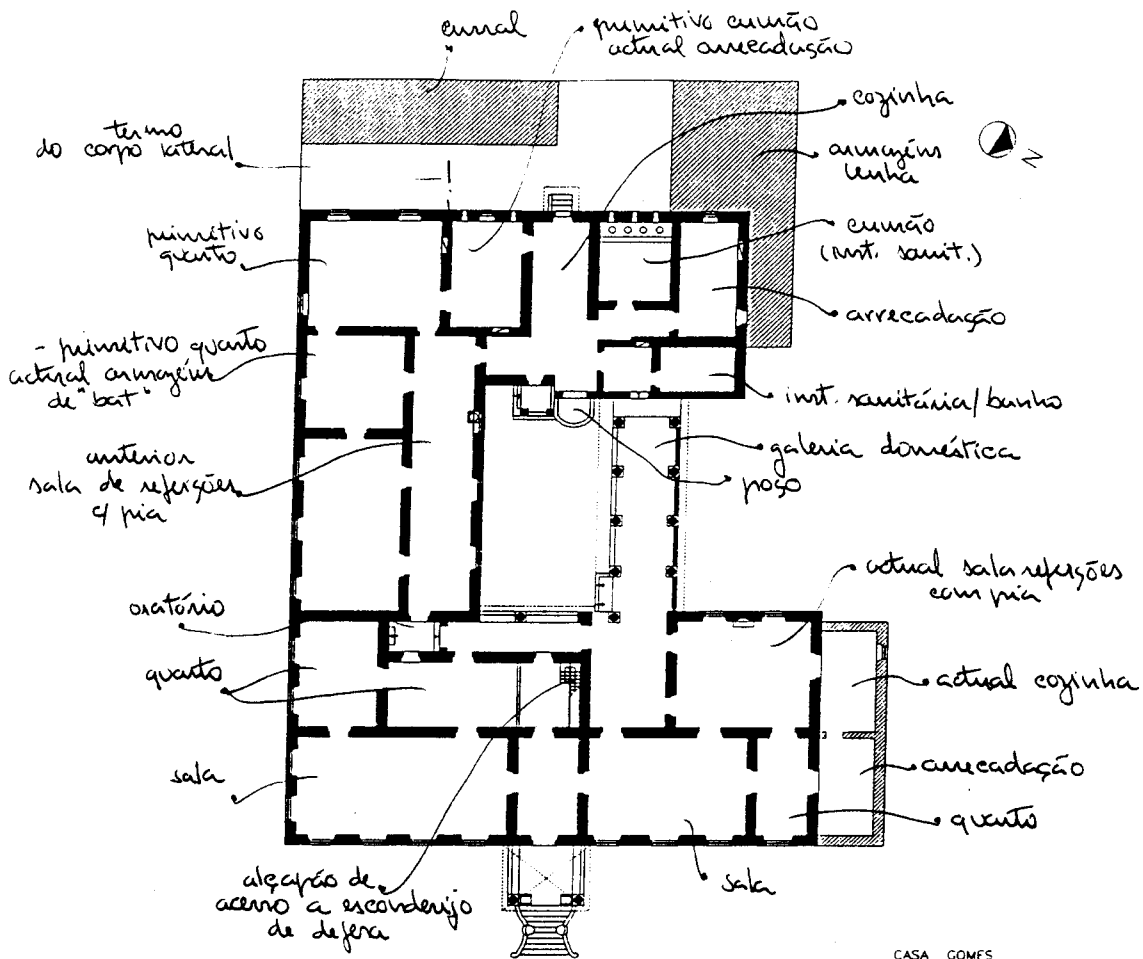 curral
primitivo cumão
actual arrecadação
cozinha
termo
do corpo lateral
N
armazéns
lenha
primitivo
quarto
cumão
(inst. sanit.)
arrecadação
- primitivo quarto
actual armazém
de "bat"
inst. sanitária/banho
anterior
sala de refeições
c/ pia
galeria doméstica
poço
actual sala refeições
com pia
oratório
quarto
actual cozinha
sala
arrecadação
quarto
alçapão de
acesso a esconderijo
de defesa
sala
CASA GOMES